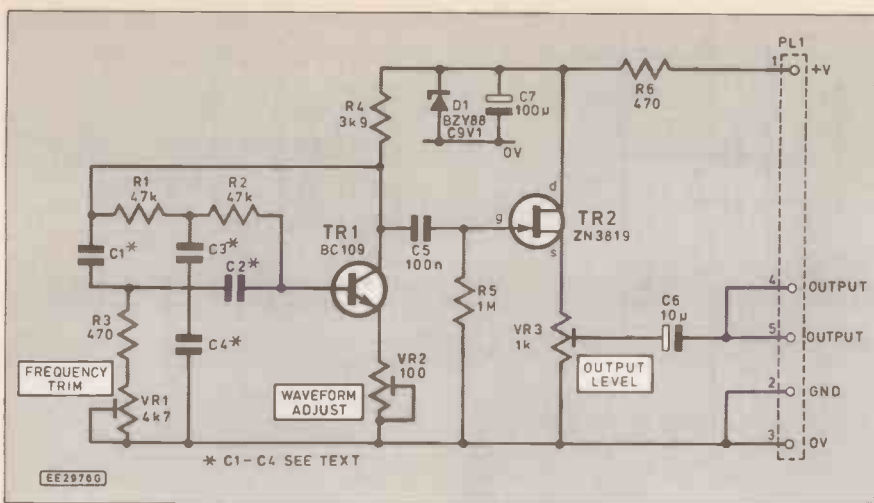 PL1
1
+V
R6
470
R4
3k9
D1
BZY88
C9V1
C7
100µ
0V
R1
47k
R2
47k
d
g
s
TR2
ZN3819
TR1
BC109
C5
100n
C1*
C3*
C2*
R5
1M
4
OUTPUT
C6
10µ
5
OUTPUT
R3
470
C4*
VR3
1k
OUTPUT
LEVEL
FREQUENCY
TRIM
VR1
4k7
WAVEFORM
ADJUST
VR2
100
2
GND
3
0V
* C1-C4 SEE TEXT
EE2976G